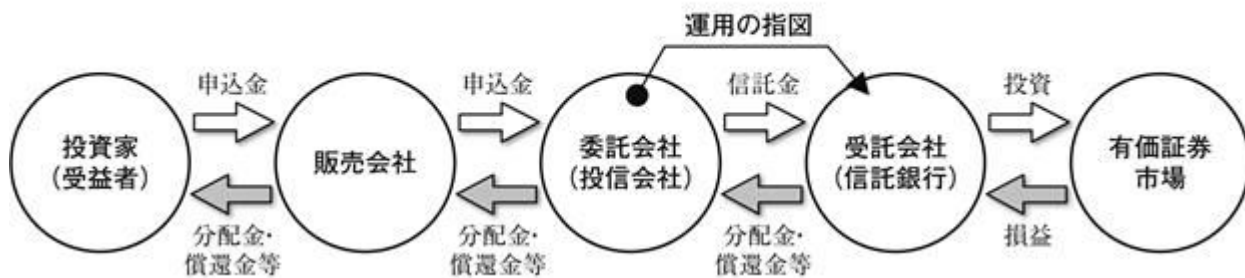 運用の指図
申込金
申込金
信託金
投資
投資家
（受益者）
販売会社
委託会社
（投信会社）
受託会社
（信託銀行）
有価証券
市場
分配金・
償還金等
分配金・
償還金等
分配金・
償還金等
損益